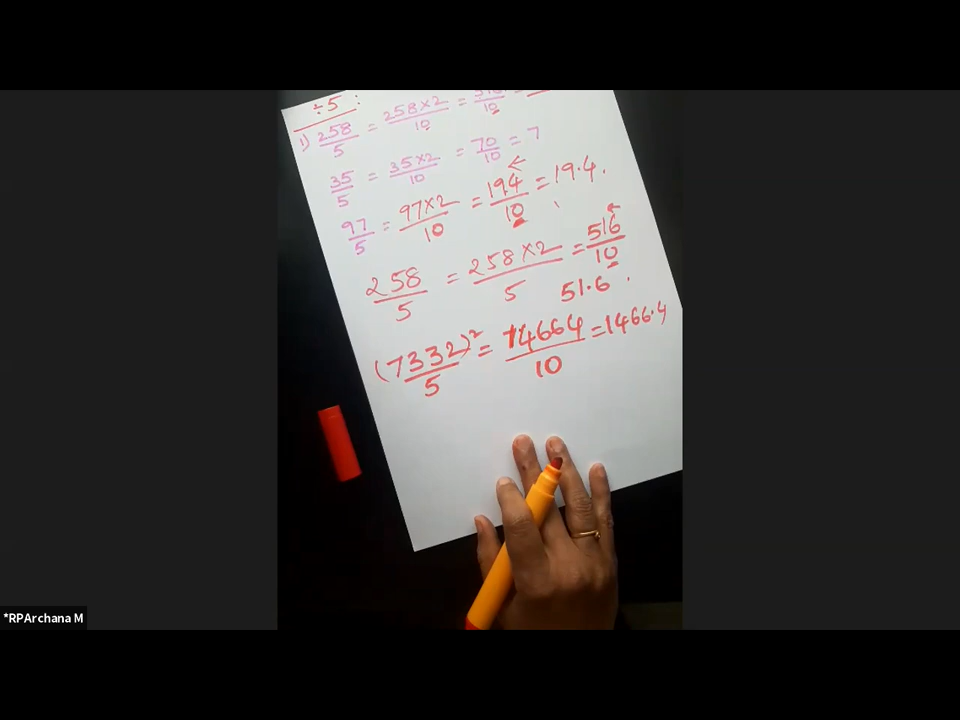 ÷5:
1) 258/5 = 258×2/10 = 516/10 =
35/5 = 35×2/10 = 70/10 = 7
97/5 = 97×2/10 = 194/10 = 19.4.
258/5 = 258×2/5 = 516/10
51.6.
(7332)²/5 = 14664/10 = 1466.4
*RPArchana M